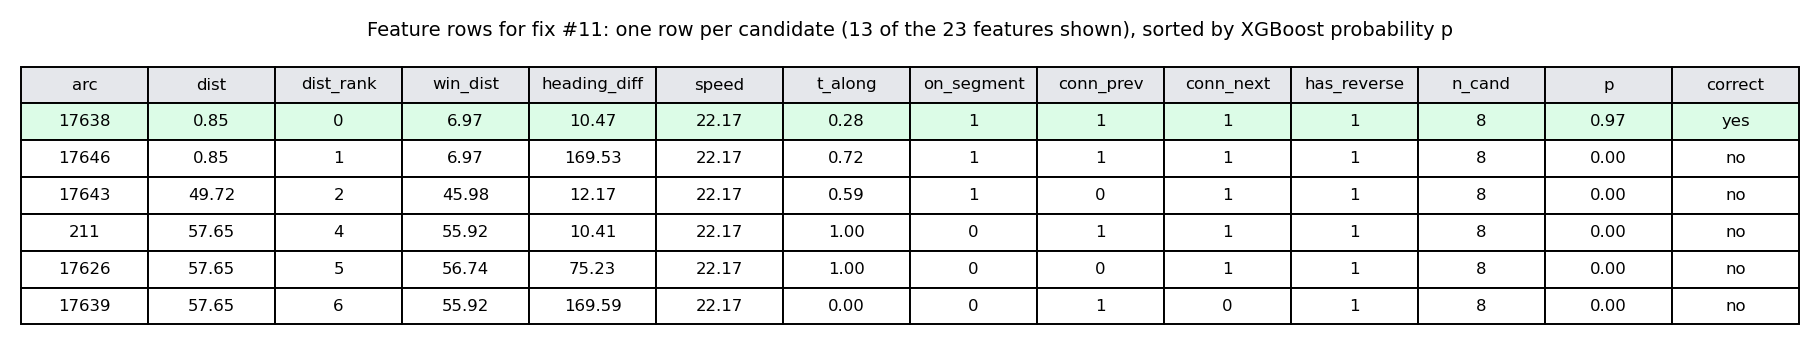 Feature rows for fix #11: one row per candidate (13 of the 23 features shown), sorted by XGBoost probability p
arc dist dist_rank win_dist heading_diff speed t_along on_segment conn_prev conn_next has_reverse n_cand p correct
17638 0.85 0 6.97 10.47 22.17 0.28 1 1 1 1 8 0.97 yes
17646 0.85 1 6.97 169.53 22.17 0.72 1 1 1 1 8 0.00 no
17643 49.72 2 45.98 12.17 22.17 0.59 1 0 1 1 8 0.00 no
211 57.65 4 55.92 10.41 22.17 1.00 0 1 1 1 8 0.00 no
17626 57.65 5 56.74 75.23 22.17 1.00 0 0 1 1 8 0.00 no
17639 57.65 6 55.92 169.59 22.17 0.00 0 1 0 1 8 0.00 no